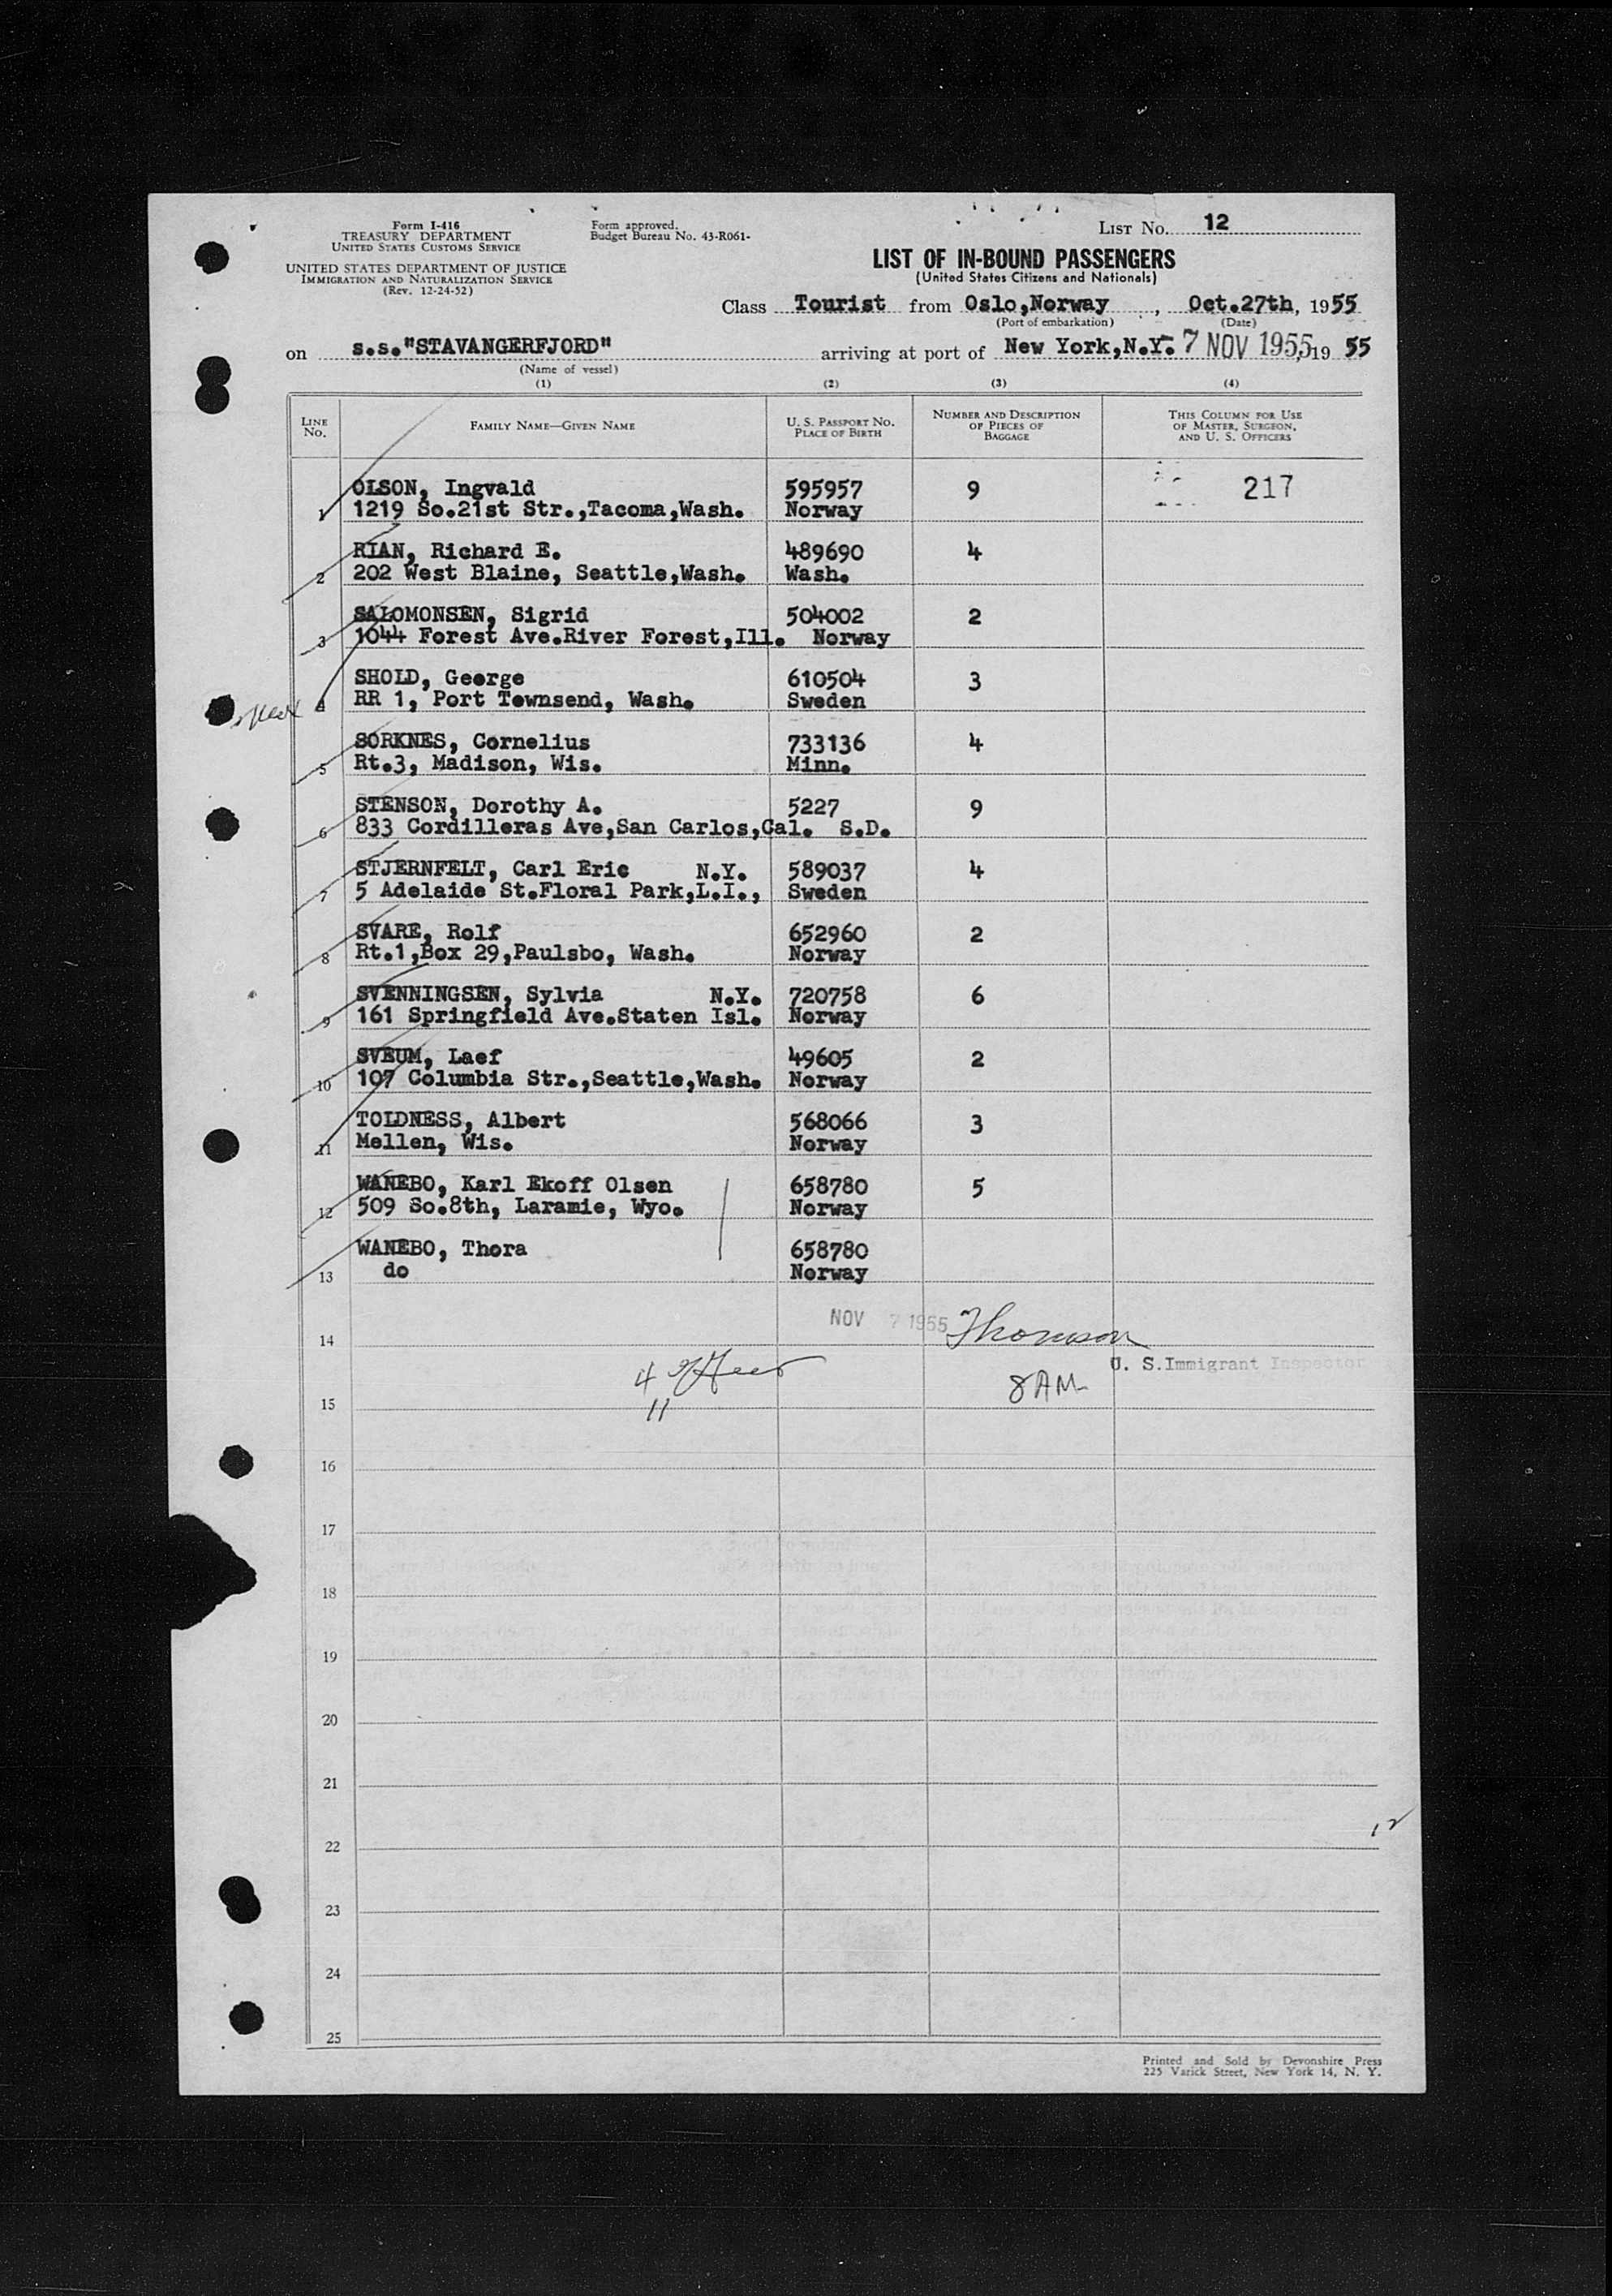 Form I-416
TREASURY DEPARTMENT
UNITED STATES CUSTOMS SERVICE
UNITED STATES DEPARTMENT OF JUSTICE
IMMIGRATION AND NATURALIZATION SERVICE
(Rev. 12-24-52)
Form approved.
Budget Bureau No. 43-R061-
LIST No. 12
LIST OF IN-BOUND PASSENGERS
(United States Citizens and Nationals)
Class Tourist from Oslo,Norway , Oct.27th, 1955
(Port of embarkation) (Date)
on s.s."STAVANGERFJORD" arriving at port of New York,N.Y. 7 NOV 1955,19 55
(Name of vessel)
(1) (2) (3) (4)
LINE No. FAMILY NAME—GIVEN NAME U. S. PASSPORT No. PLACE OF BIRTH NUMBER AND DESCRIPTION OF PIECES OF BAGGAGE THIS COLUMN FOR USE OF MASTER, SURGEON, AND U. S. OFFICERS
OLSON, Ingvald 595957 9 217
1 1219 So.21st Str.,Tacoma,Wash. Norway
RIAN, Richard E. 489690 4
2 202 West Blaine, Seattle,Wash. Wash.
SALOMONSEN, Sigrid 504002 2
3 1044 Forest Ave.River Forest,Ill. Norway
SHOLD, George 610504 3
4 RR 1, Port Townsend, Wash. Sweden
SORKNES, Cornelius 733136 4
5 Rt.3, Madison, Wis. Minn.
STENSON, Dorothy A. 5227 9
6 833 Cordilleras Ave,San Carlos,Cal. S.D.
STJERNFELT, Carl Eric N.Y. 589037 4
7 5 Adelaide St.Floral Park,L.I., Sweden
SVARE, Rolf 652960 2
8 Rt.1,Box 29,Paulsbo, Wash. Norway
SVENNINGSEN, Sylvia N.Y. 720758 6
9 161 Springfield Ave.Staten Isl. Norway
SVEUM, Laef 49605 2
10 107 Columbia Str.,Seattle,Wash. Norway
TOLDNESS, Albert 568066 3
11 Mellen, Wis. Norway
WANEBO, Karl Ekoff Olsen 658780 5
12 509 So.8th, Laramie, Wyo. Norway
WANEBO, Thora 658780
13 do Norway
NOV 7 1955 Thomson
14
U. S. Immigrant Inspector
4
8AM
15 11
16
17
18
19
20
21
12
22
23
24
25
Printed and Sold by Devonshire Press
225 Varick Street, New York 14, N. Y.